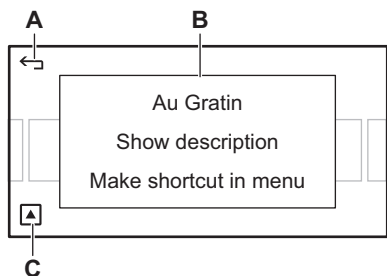 A
B
Au Gratin
Show description
Make shortcut in menu
C